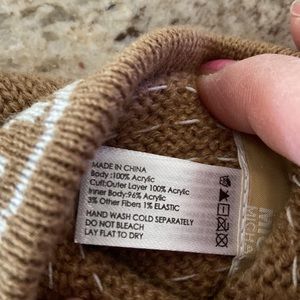 MADE IN CHINA
Body :100% Acrylic
Cuff:Outer Layer 100% Acrylic
Inner Body:96% Acrylic
3% Other Fibers 1% ELASTIC
HAND WASH COLD SEPARATELY
DO NOT BLEACH
LAY FLAT TO DRY